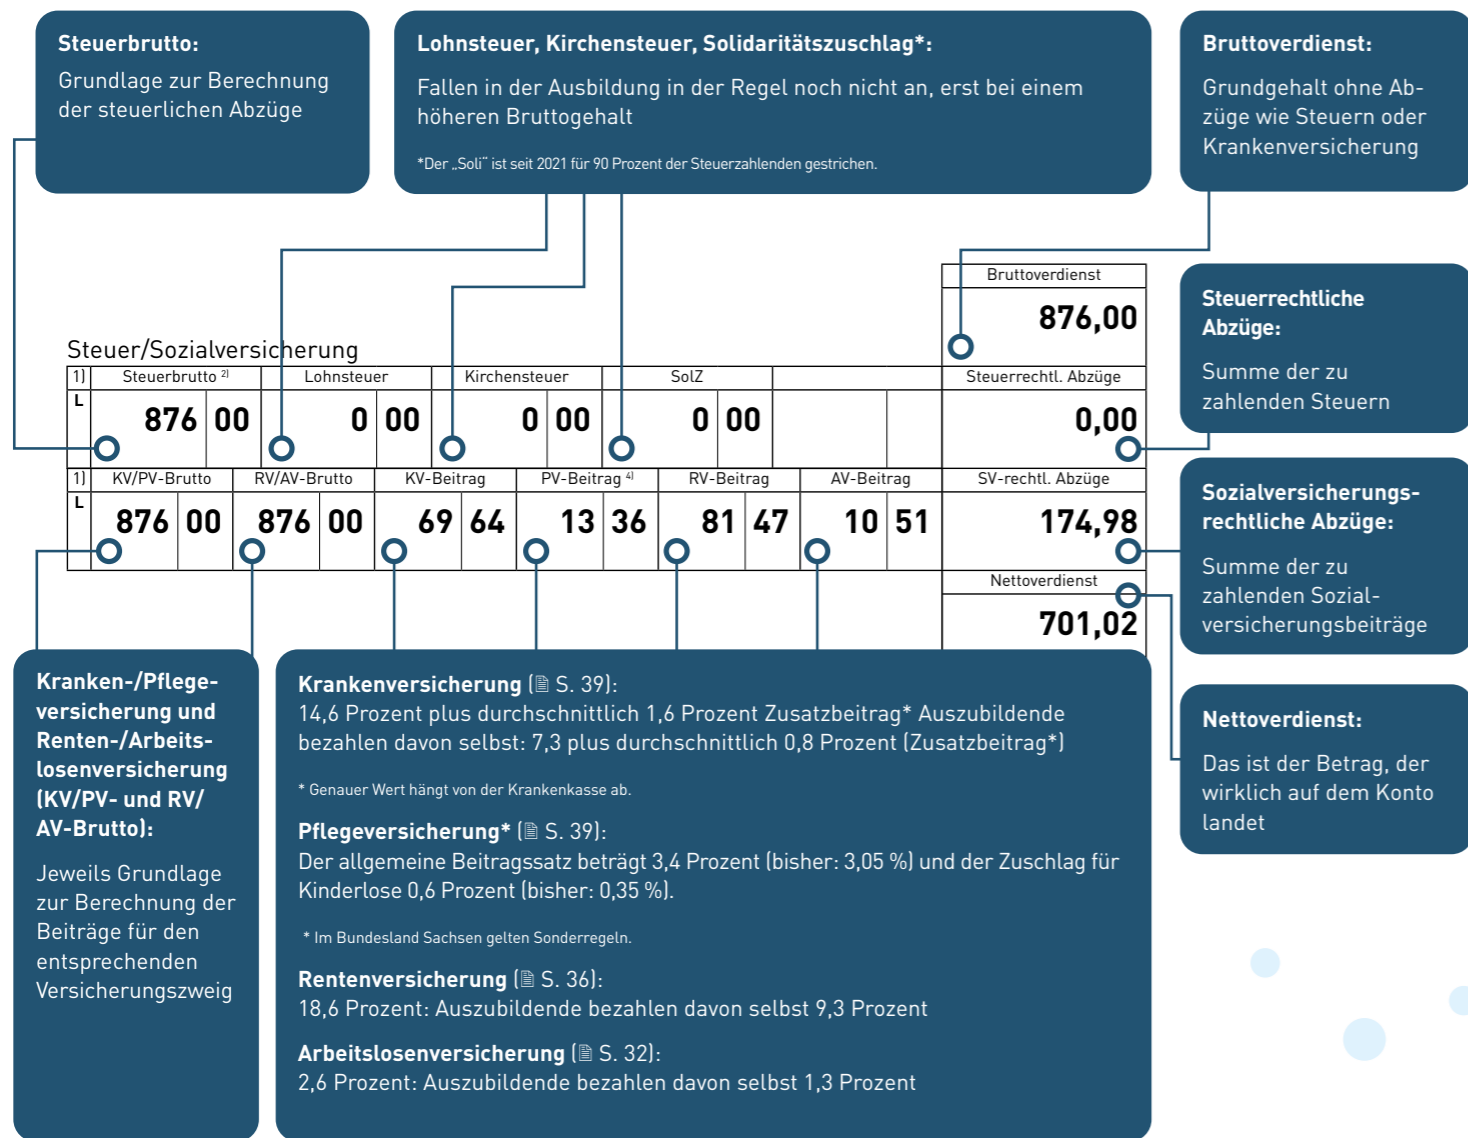 Steuerbrutto:
Grundlage zur Berechnung
der steuerlichen Abzüge
Lohnsteuer, Kirchensteuer, Solidaritätszuschlag*:
Fallen in der Ausbildung in der Regel noch nicht an, erst bei einem
höheren Bruttogehalt
*Der „Soli“ ist seit 2021 für 90 Prozent der Steuerzahlenden gestrichen.
Bruttoverdienst:
Grundgehalt ohne Ab-
züge wie Steuern oder
Krankenversicherung
Bruttoverdienst
876,00
Steuer/Sozialversicherung
1) Steuerbrutto 2) Lohnsteuer Kirchensteuer SolZ Steuerrechtl. Abzüge
L 876 00 0 00 0 00 0 00 0,00
1) KV/PV-Brutto RV/AV-Brutto KV-Beitrag PV-Beitrag 4) RV-Beitrag AV-Beitrag SV-rechtl. Abzüge
L 876 00 876 00 69 64 13 36 81 47 10 51 174,98
Nettoverdienst
701,02
Steuerrechtliche
Abzüge:
Summe der zu
zahlenden Steuern
Sozialversicherungs-
rechtliche Abzüge:
Summe der zu
zahlenden Sozial-
versicherungsbeiträge
Nettoverdienst:
Das ist der Betrag, der
wirklich auf dem Konto
landet
Kranken-/Pflege-
versicherung und
Renten-/Arbeits-
losenversicherung
(KV/PV- und RV/
AV-Brutto):
Jeweils Grundlage
zur Berechnung der
Beiträge für den
entsprechenden
Versicherungszweig
Krankenversicherung (S. 39):
14,6 Prozent plus durchschnittlich 1,6 Prozent Zusatzbeitrag* Auszubildende
bezahlen davon selbst: 7,3 plus durchschnittlich 0,8 Prozent (Zusatzbeitrag*)
* Genauer Wert hängt von der Krankenkasse ab.
Pflegeversicherung* (S. 39):
Der allgemeine Beitragssatz beträgt 3,4 Prozent (bisher: 3,05 %) und der Zuschlag für
Kinderlose 0,6 Prozent (bisher: 0,35 %).
* Im Bundesland Sachsen gelten Sonderregeln.
Rentenversicherung (S. 36):
18,6 Prozent: Auszubildende bezahlen davon selbst 9,3 Prozent
Arbeitslosenversicherung (S. 32):
2,6 Prozent: Auszubildende bezahlen davon selbst 1,3 Prozent